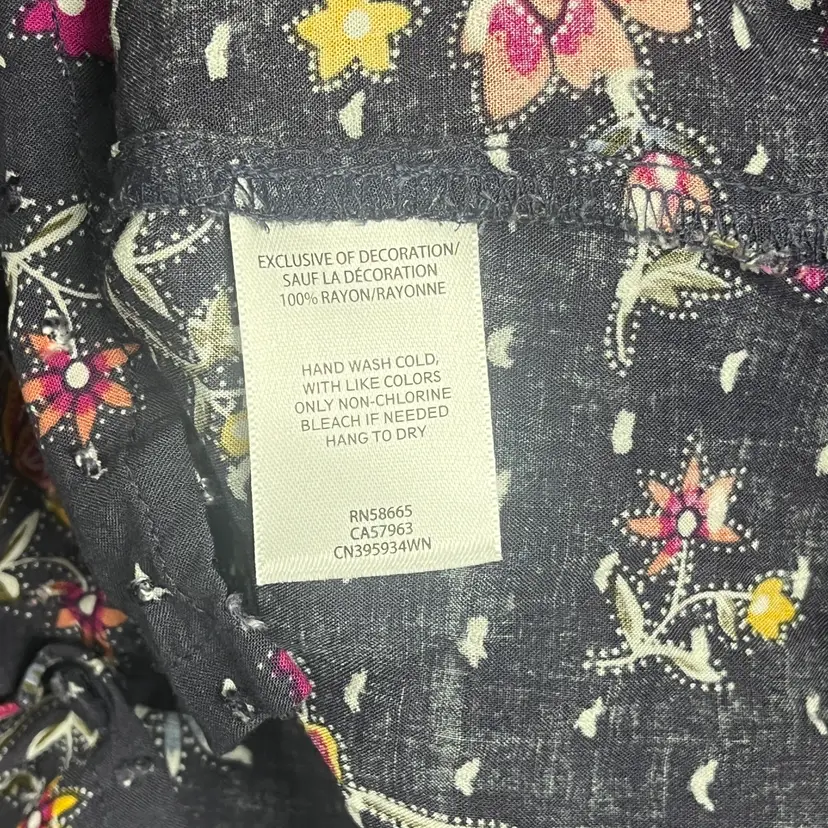 EXCLUSIVE OF DECORATION/
SAUF LA DÉCORATION
100% RAYON/RAYONNE
HAND WASH COLD,
WITH LIKE COLORS
ONLY NON-CHLORINE
BLEACH IF NEEDED
HANG TO DRY
RN58665
CA57963
CN395934WN